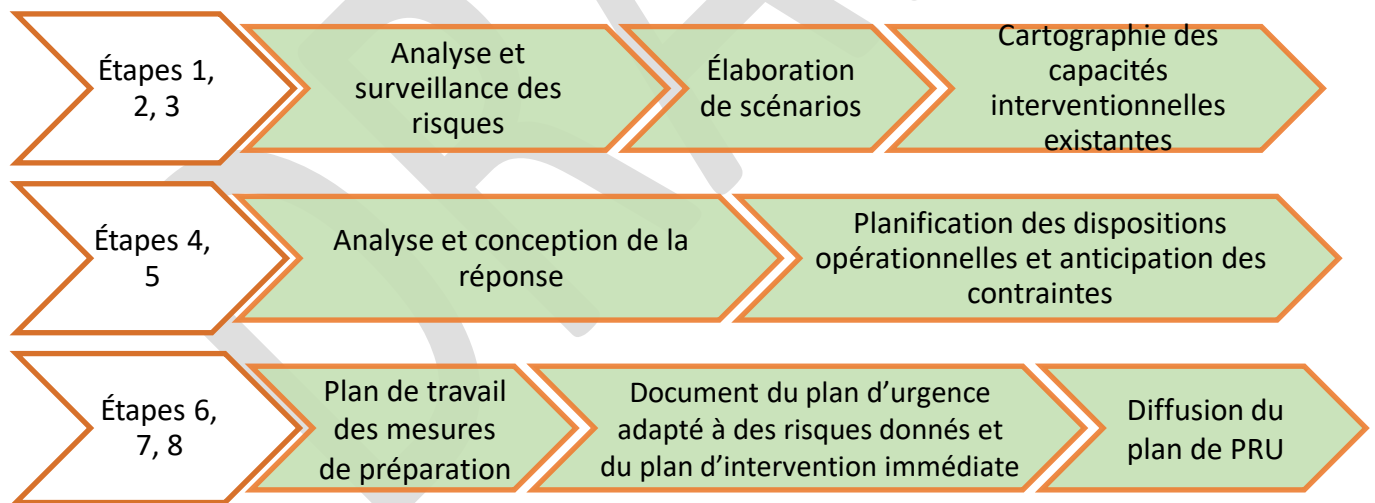 Étapes 1,
2, 3
Analyse et
surveillance des
risques
Élaboration
de scénarios
Cartographie des
capacités
interventionnelles
existantes
Étapes 4,
5
Analyse et conception de la
réponse
Planification des dispositions
opérationnelles et anticipation des
contraintes
Étapes 6,
7, 8
Plan de travail
des mesures
de préparation
Document du plan d’urgence
adapté à des risques donnés et
du plan d’intervention immédiate
Diffusion du
plan de PRU